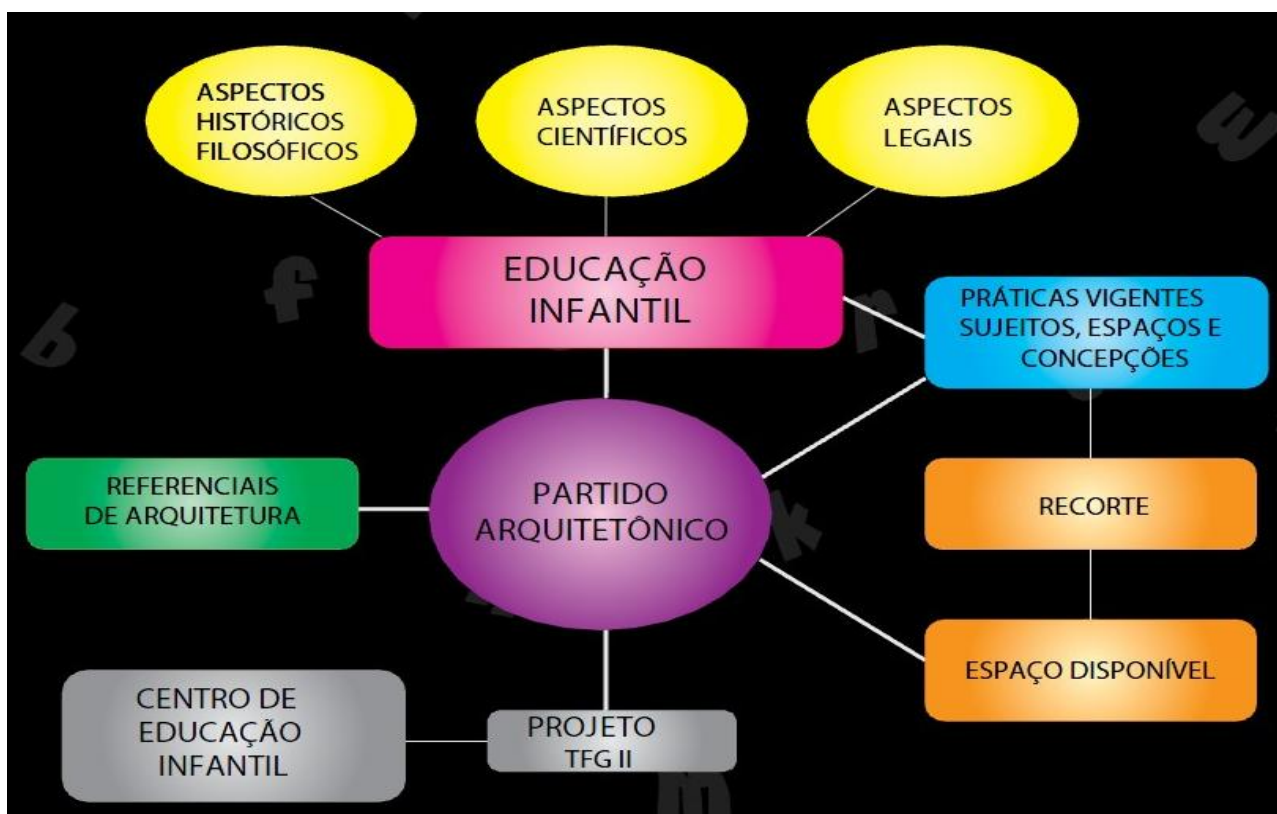 ASPECTOS
HISTÓRICOS
FILOSÓFICOS
ASPECTOS
CIENTÍFICOS
ASPECTOS
LEGAIS
EDUCAÇÃO
INFANTIL
PRÁTICAS VIGENTES
SUJEITOS, ESPAÇOS E
CONCEPÇÕES
REFERENCIAIS
DE ARQUITETURA
PARTIDO
ARQUITETÔNICO
RECORTE
ESPAÇO DISPONÍVEL
CENTRO DE
EDUCAÇÃO
INFANTIL
PROJETO
TFG II
b
f
r
k
m